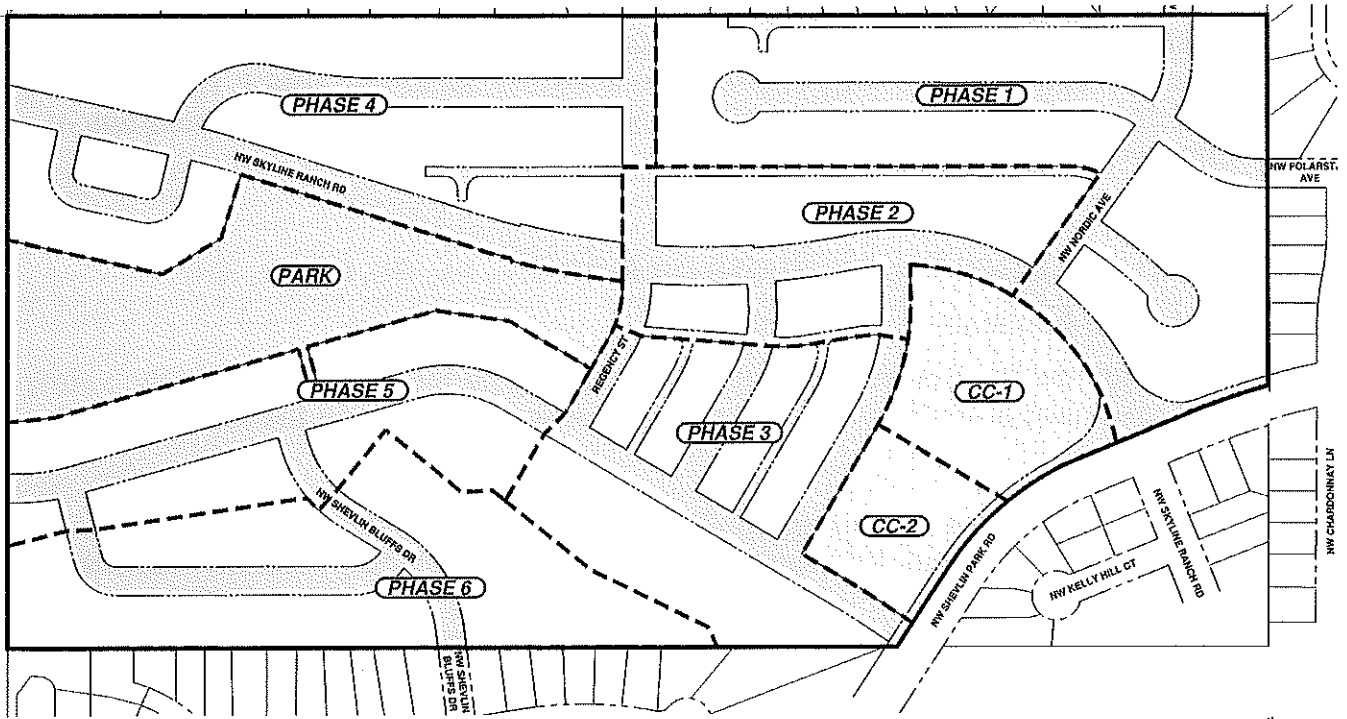 PHASE 4
PHASE 1
NW SKYLINE RANCH RD
NW POLARST
AVE
PHASE 2
NW NORDIC AVE
PARK
REGENCY ST
PHASE 5
CC-1
PHASE 3
NW SHEVLIN BLUFFS DR
CC-2
NW SKYLINE RANCH RD
NW CHARDONNAY LN
NW SHEVLIN PARK RD
NW KELLY HILL CT
PHASE 6
NW SHEVLIN
BLUFFS DR